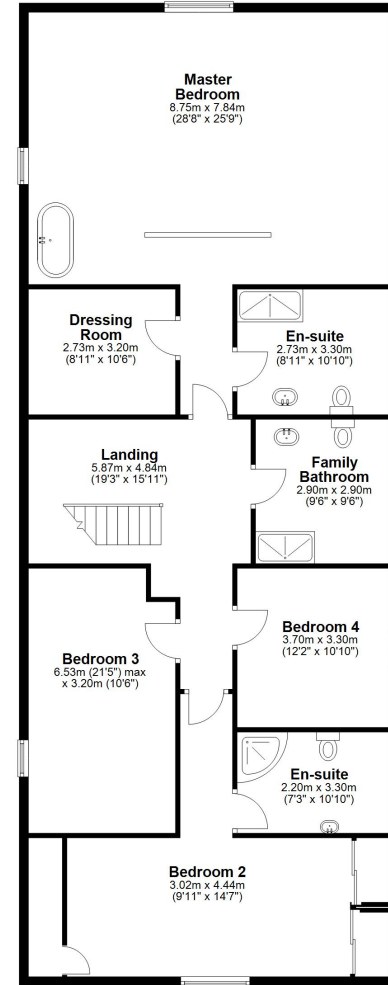 Master
Bedroom
8.75m x 7.84m
(28'8" x 25'9")
Dressing
Room
2.73m x 3.20m
(8'11" x 10'6")
En-suite
2.73m x 3.30m
(8'11" x 10'10")
Landing
5.87m x 4.84m
(19'3" x 15'11")
Family
Bathroom
2.90m x 2.90m
(9'6" x 9'6")
Bedroom 3
6.53m (21'5") max
x 3.20m (10'6")
Bedroom 4
3.70m x 3.30m
(12'2" x 10'10")
En-suite
2.20m x 3.30m
(7'3" x 10'10")
Bedroom 2
3.02m x 4.44m
(9'11" x 14'7")